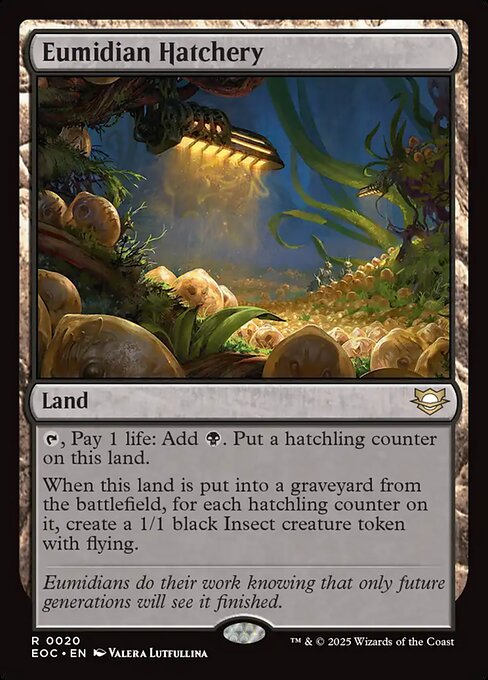 Eumidian Hatchery
Land
, Pay 1 life: Add . Put a hatchling counter
on this land.
When this land is put into a graveyard from
the battlefield, for each hatchling counter on
it, create a 1/1 black Insect creature token
with flying.
Eumidians do their work knowing that only future
generations will see it finished.
R 0020
EOC • EN Valera Lutfullina
™ & © 2025 Wizards of the Coast